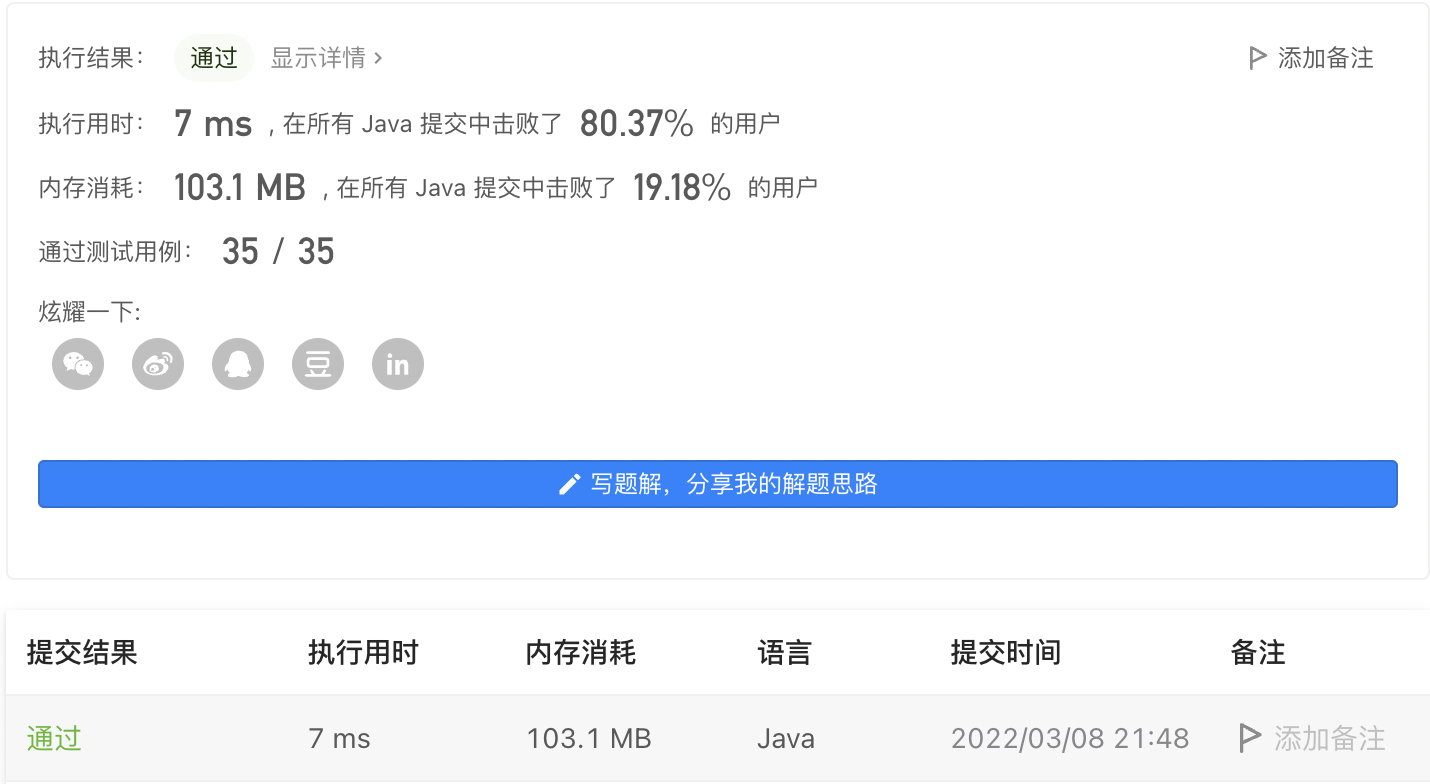 执行结果： 通过 显示详情 > 添加备注
执行用时： 7 ms , 在所有 Java 提交中击败了 80.37% 的用户
内存消耗： 103.1 MB , 在所有 Java 提交中击败了 19.18% 的用户
通过测试用例： 35 / 35
炫耀一下:
豆 in
写题解，分享我的解题思路
提交结果 执行用时 内存消耗 语言 提交时间 备注
通过 7 ms 103.1 MB Java 2022/03/08 21:48 添加备注